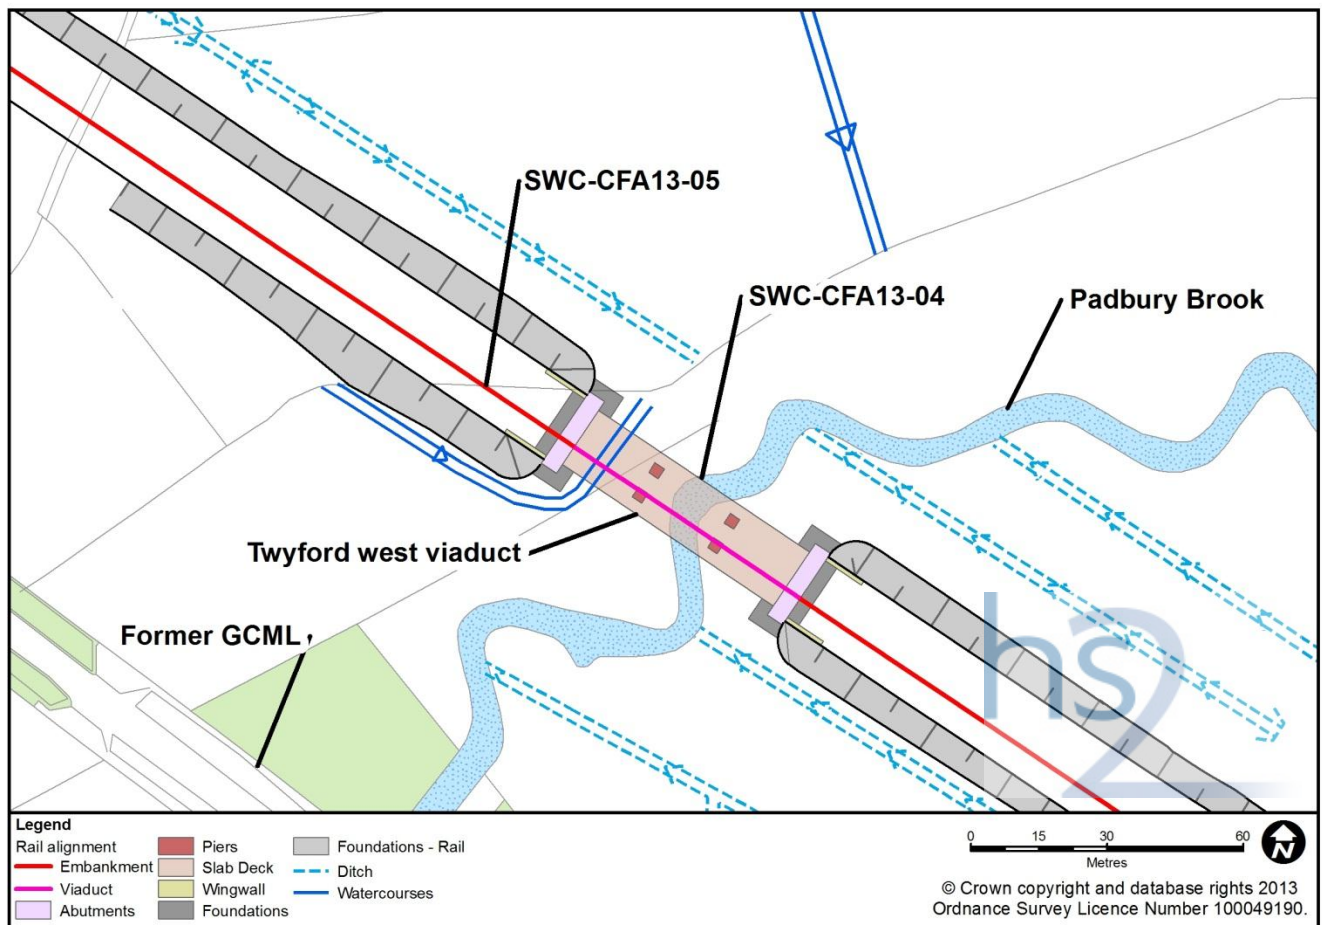 SWC-CFA13-05
SWC-CFA13-04
Padbury Brook
Twyford west viaduct
Former GCML
hs2
Legend
Rail alignment
Embankment
Viaduct
Abutments
Piers
Slab Deck
Wingwall
Foundations
Foundations - Rail
Ditch
Watercourses
0 15 30 60
Metres
N
© Crown copyright and database rights 2013
Ordnance Survey Licence Number 100049190.